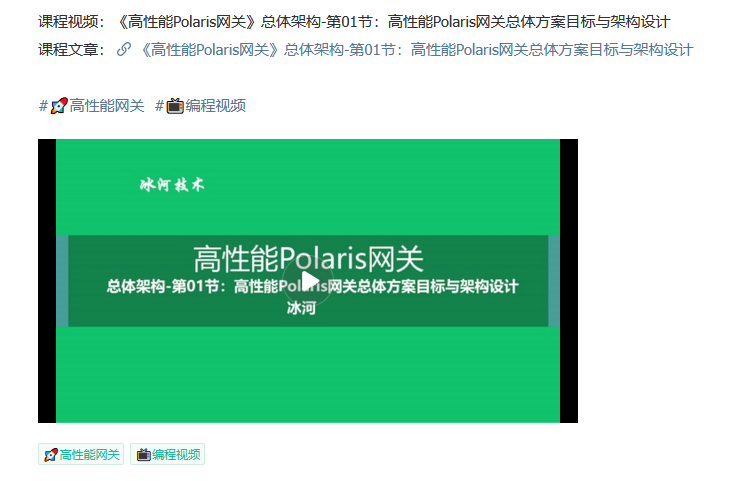 课程视频：《高性能Polaris网关》总体架构-第01节：高性能Polaris网关总体方案目标与架构设计
课程文章：🔗《高性能Polaris网关》总体架构-第01节：高性能Polaris网关总体方案目标与架构设计
#🚀高性能网关 #📺编程视频
冰河技术
高性能Polaris网关
总体架构-第01节：高性能Polaris网关总体方案目标与架构设计
冰河
🚀高性能网关 📺编程视频